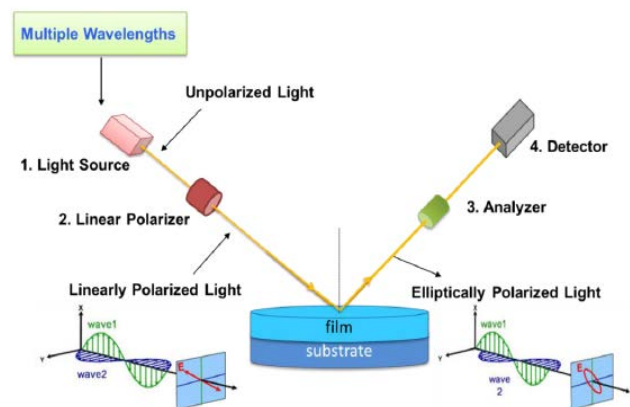 Multiple Wavelengths
Unpolarized Light
1. Light Source
4. Detector
2. Linear Polarizer
3. Analyzer
Linearly Polarized Light
Elliptically Polarized Light
film
substrate
X
wave1
Y
wave2
E
X
wave1
Y
wave
2
E